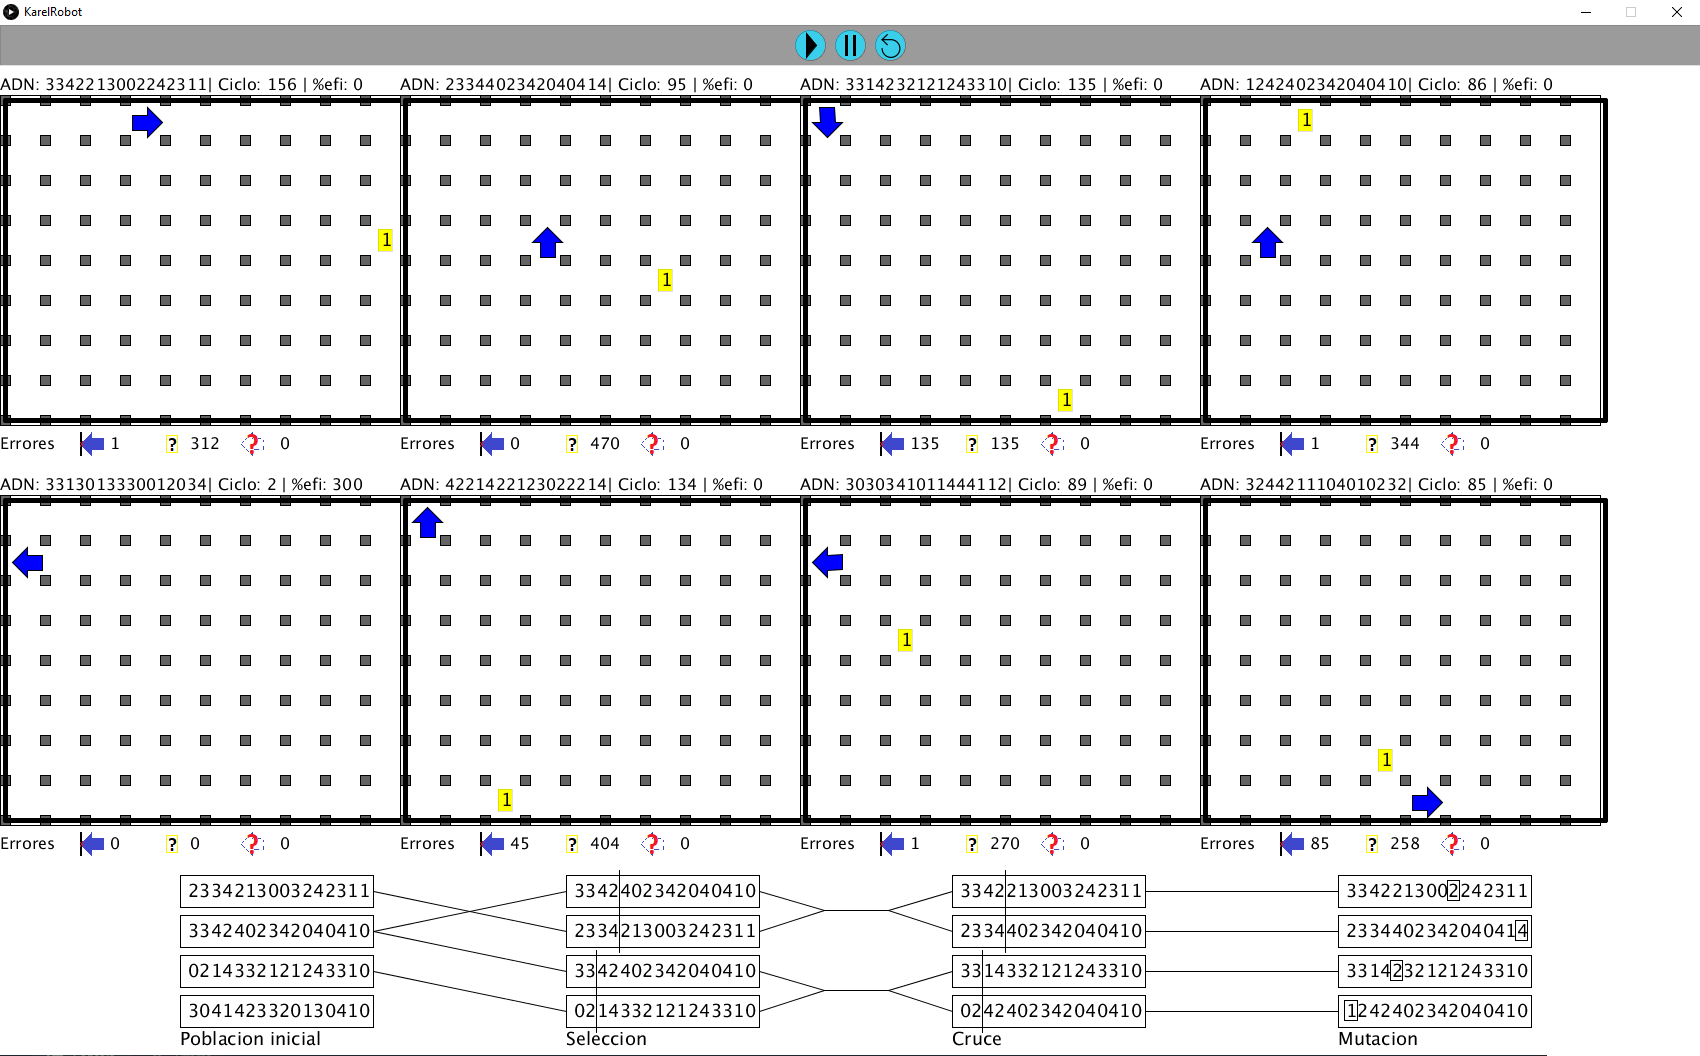 KarelRobot
ADN: 3342213002242311| Ciclo: 156 | %efi: 0
ADN: 2334402342040414| Ciclo: 95 | %efi: 0
ADN: 3314232121243310| Ciclo: 135 | %efi: 0
ADN: 1242402342040410| Ciclo: 86 | %efi: 0
1
1
1
1
Errores 1 ? 312 ? 0
Errores 0 ? 470 ? 0
Errores 135 ? 135 ? 0
Errores 1 ? 344 ? 0
ADN: 3313013330012034| Ciclo: 2 | %efi: 300
ADN: 4221422123022214| Ciclo: 134 | %efi: 0
ADN: 3030341011444112| Ciclo: 89 | %efi: 0
ADN: 3244211104010232| Ciclo: 85 | %efi: 0
1
1
1
Errores 0 ? 0 ? 0
Errores 45 ? 404 ? 0
Errores 1 ? 270 ? 0
Errores 85 ? 258 ? 0
2334213003242311
3342402342040410
0214332121243310
3041423320130410
Poblacion inicial
3342402342040410
2334213003242311
3342402342040410
0214332121243310
Seleccion
3342213003242311
2334402342040410
3314332121243310
0242402342040410
Cruce
3342213002242311
2334402342040414
3314232121243310
1242402342040410
Mutacion